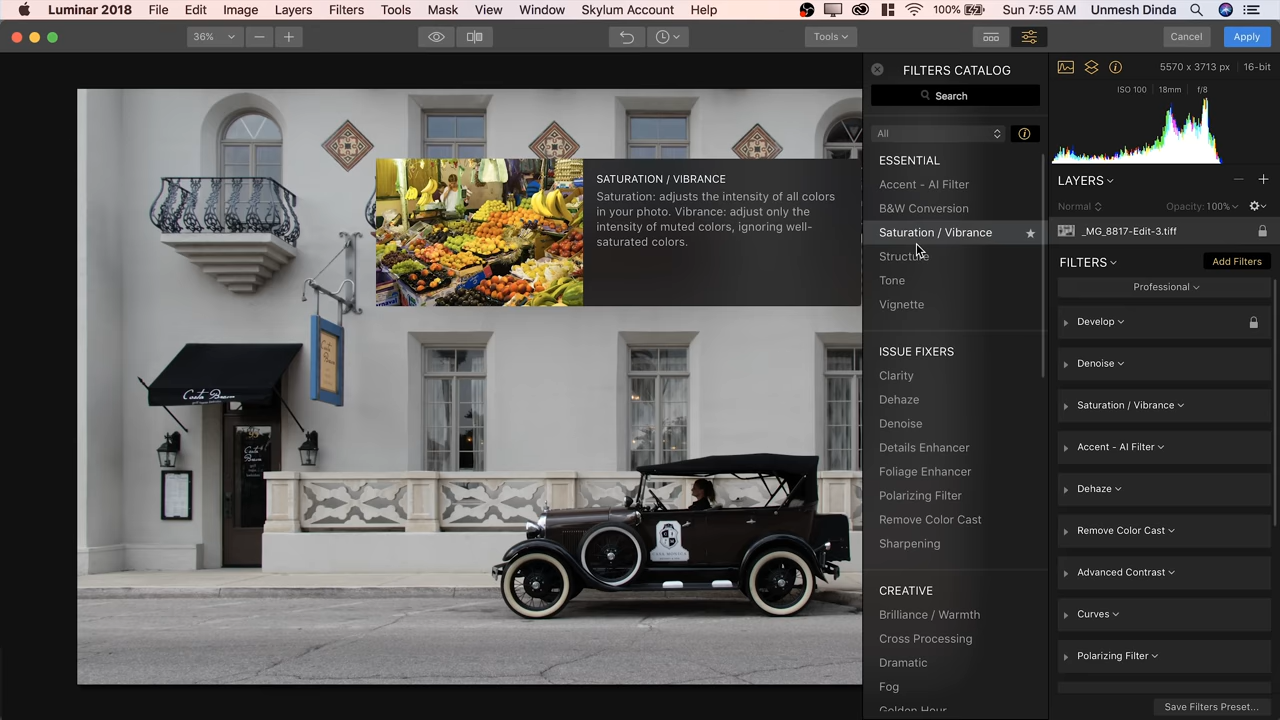 Luminar 2018 File Edit Image Layers Filters Tools Mask View Window Skylum Account Help 100% Sun 7:55 AM Unmesh Dinda
36% Tools Cancel Apply
FILTERS CATALOG
Search
All
ESSENTIAL
Accent - AI Filter
B&W Conversion
Saturation / Vibrance
Structure
Tone
Vignette
ISSUE FIXERS
Clarity
Dehaze
Denoise
Details Enhancer
Foliage Enhancer
Polarizing Filter
Remove Color Cast
Sharpening
CREATIVE
Brilliance / Warmth
Cross Processing
Dramatic
Fog
Golden Hour
SATURATION / VIBRANCE
Saturation: adjusts the intensity of all colors
in your photo. Vibrance: adjust only the
intensity of muted colors, ignoring well-
saturated colors.
5570 x 3713 px 16-bit
ISO 100 18mm f/8
LAYERS
Normal Opacity: 100%
_MG_8817-Edit-3.tiff
FILTERS Add Filters
Professional
Develop
Denoise
Saturation / Vibrance
Accent - AI Filter
Dehaze
Remove Color Cast
Advanced Contrast
Curves
Polarizing Filter
Save Filters Preset...
95